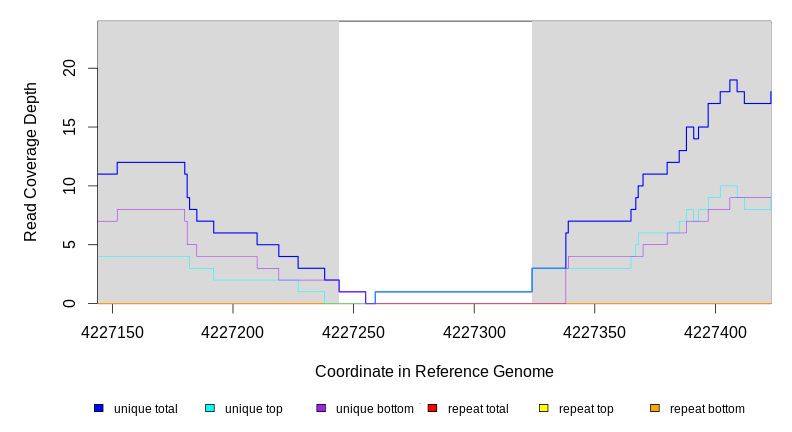 20
15
10
5
0
Read Coverage Depth
4227150 4227200 4227250 4227300 4227350 4227400
Coordinate in Reference Genome
unique total unique top unique bottom repeat total repeat top repeat bottom